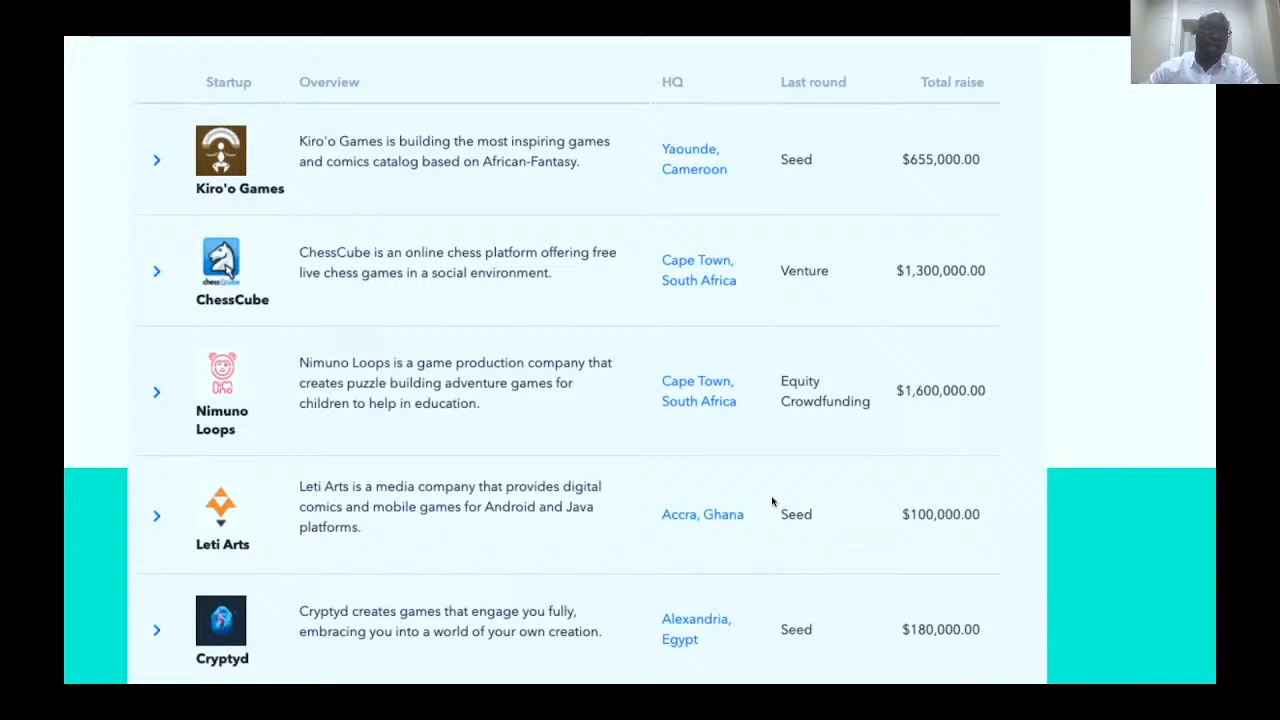 Startup Overview HQ Last round Total raise
Kiro'o Games is building the most inspiring games
and comics catalog based on African-Fantasy.
Yaounde,
Cameroon
Seed
$655,000.00
Kiro'o Games
ChessCube is an online chess platform offering free
live chess games in a social environment.
Cape Town,
South Africa
Venture
$1,300,000.00
chessCube
ChessCube
Nimuno Loops is a game production company that
creates puzzle building adventure games for
children to help in education.
Cape Town,
South Africa
Equity
Crowdfunding
$1,600,000.00
Nimuno
Loops
Leti Arts is a media company that provides digital
comics and mobile games for Android and Java
platforms.
Accra, Ghana
Seed
$100,000.00
Leti Arts
Cryptyd creates games that engage you fully,
embracing you into a world of your own creation.
Alexandria,
Egypt
Seed
$180,000.00
Cryptyd